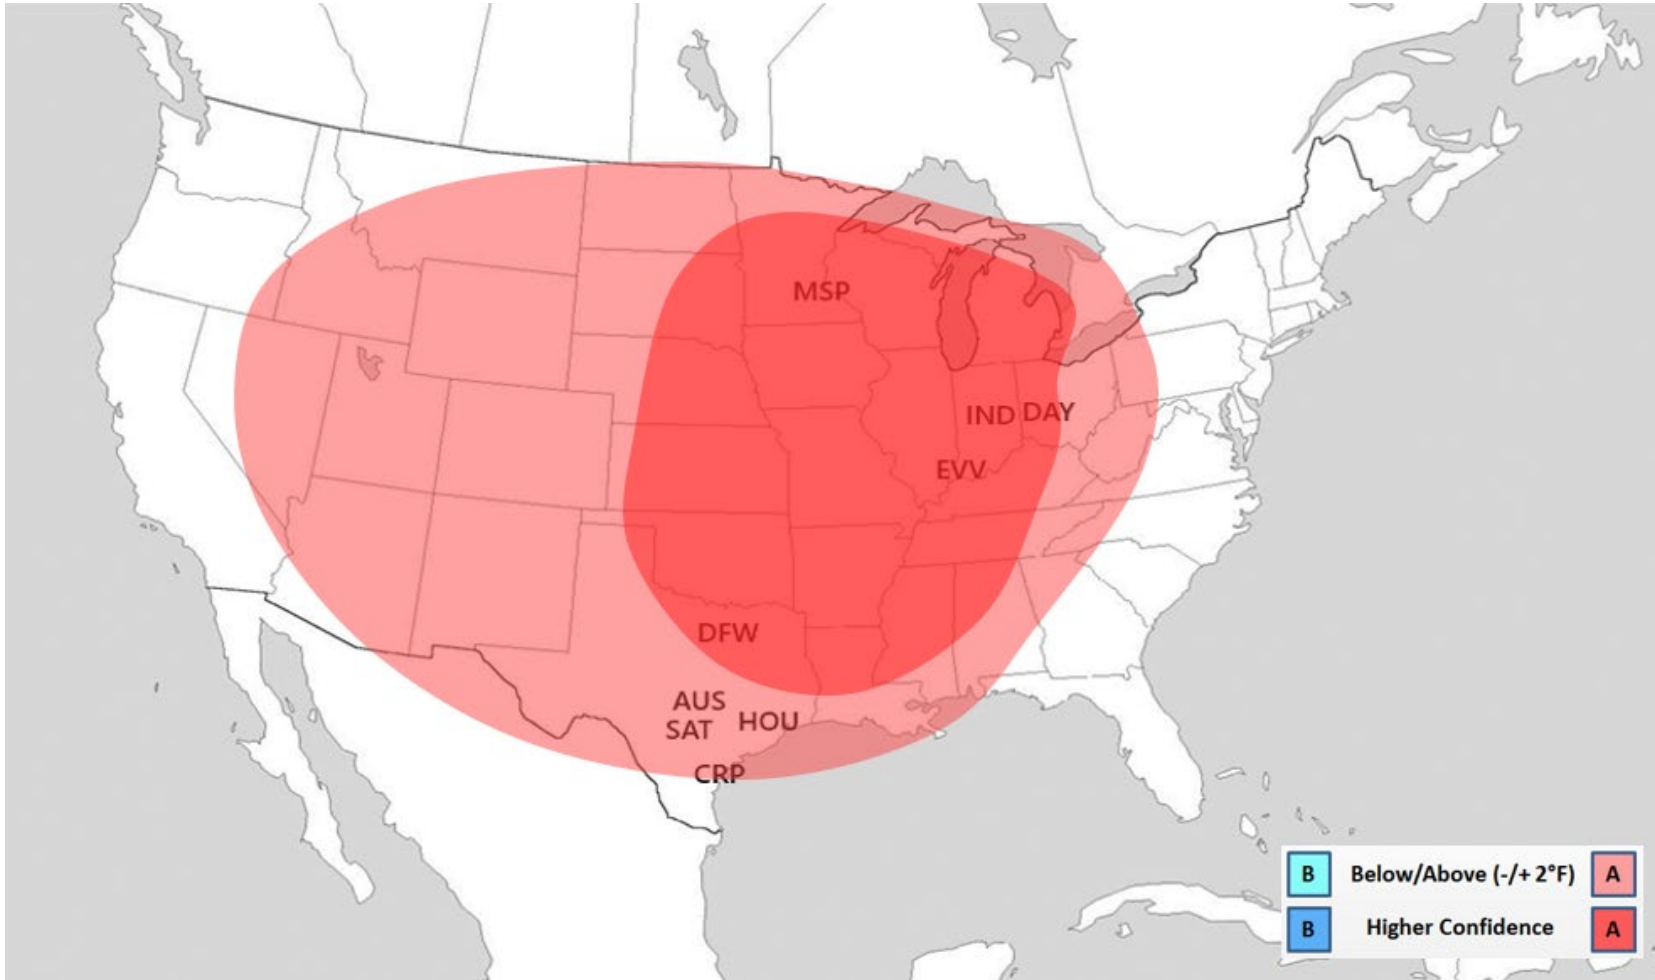 MSP
IND DAY
EVV
DFW
AUS
SAT HOU
CRP
B Below/Above (-/+ 2°F) A
B Higher Confidence A